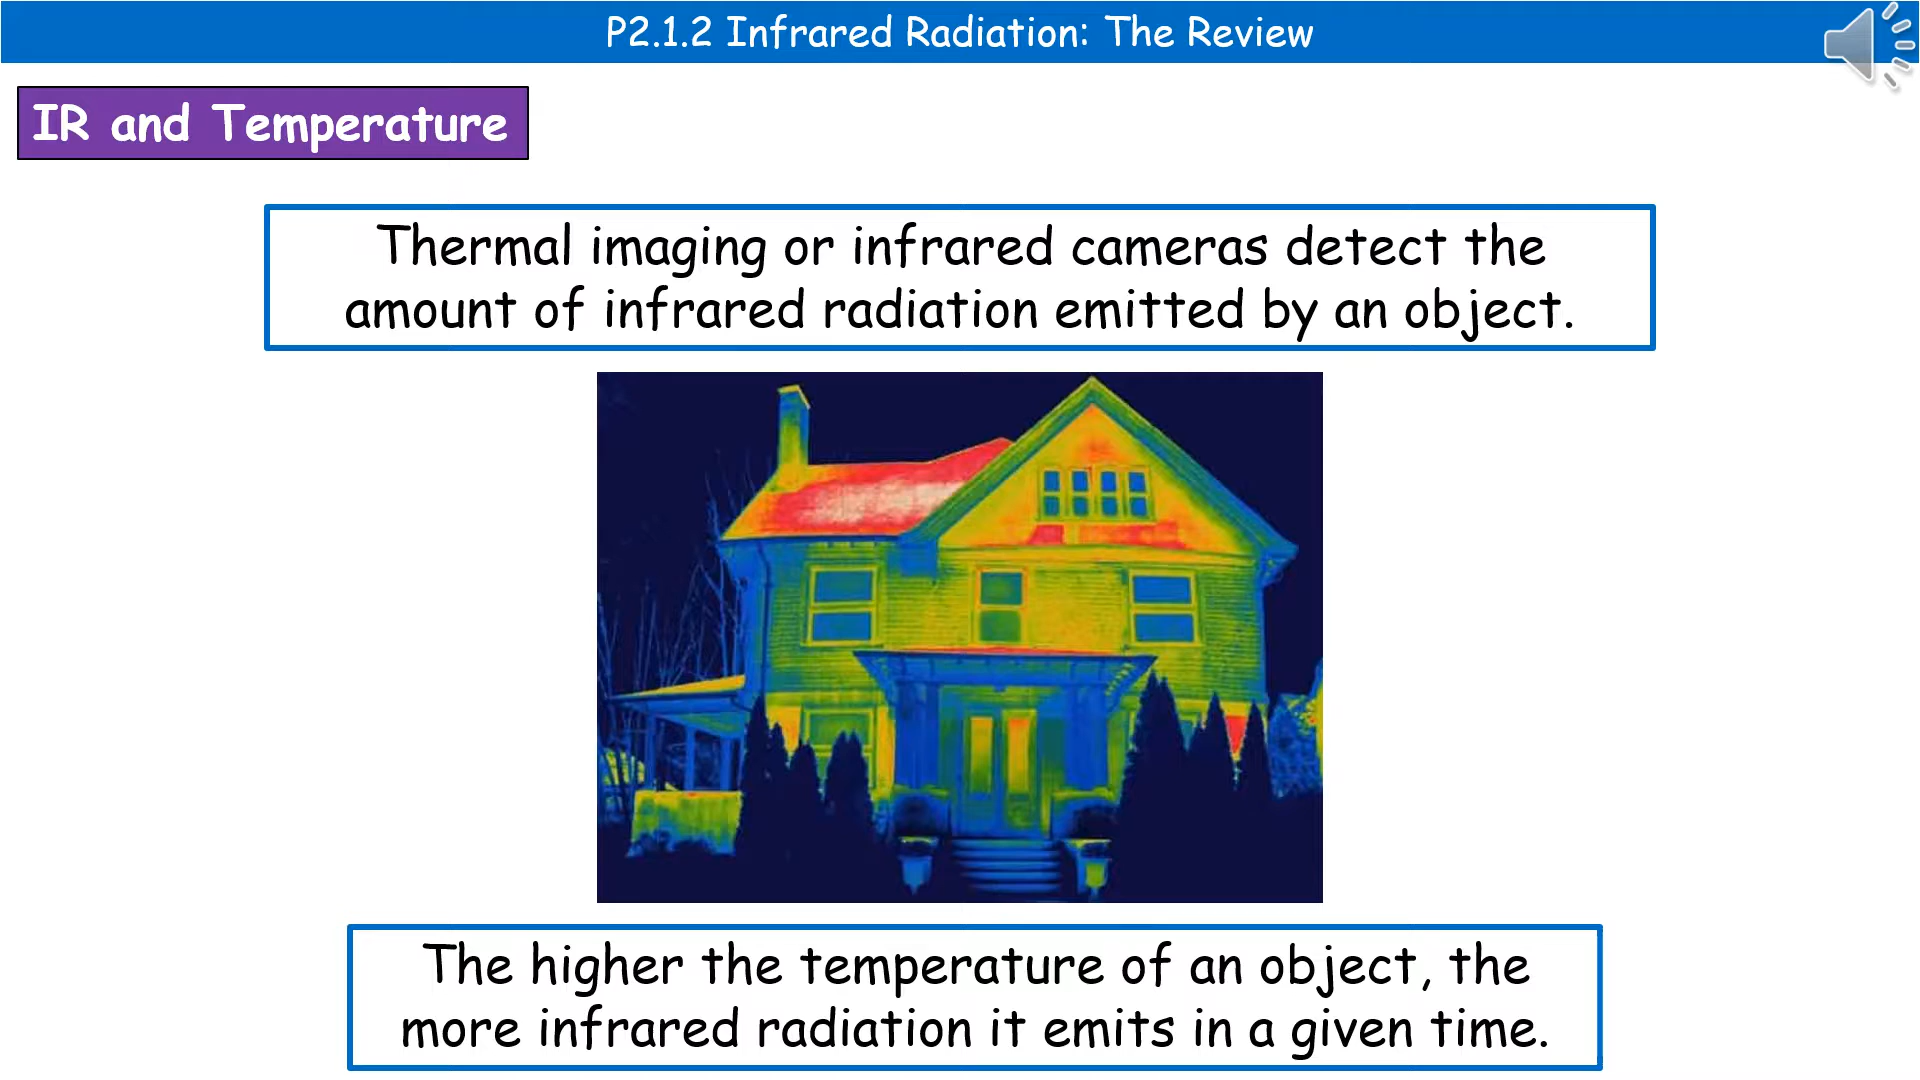 P2.1.2 Infrared Radiation: The Review
IR and Temperature
Thermal imaging or infrared cameras detect the
amount of infrared radiation emitted by an object.
The higher the temperature of an object, the
more infrared radiation it emits in a given time.